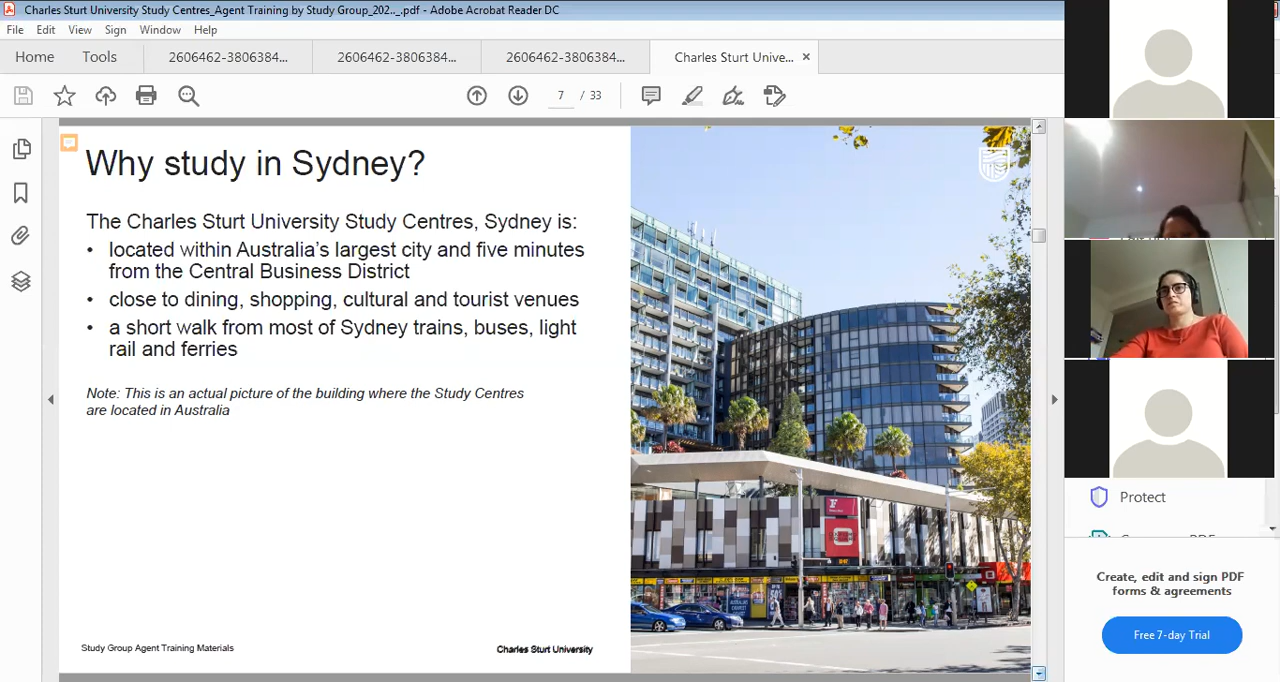 Charles Sturt University Study Centres_Agent Training by Study Group_202..._.pdf - Adobe Acrobat Reader DC
File Edit View Sign Window Help
Home Tools 2606462-3806384... 2606462-3806384... 2606462-3806384... Charles Sturt Unive... ×
7 / 33
Why study in Sydney?
The Charles Sturt University Study Centres, Sydney is:
• located within Australia's largest city and five minutes
from the Central Business District
• close to dining, shopping, cultural and tourist venues
• a short walk from most of Sydney trains, buses, light
rail and ferries
Note: This is an actual picture of the building where the Study Centres
are located in Australia
Study Group Agent Training Materials
Charles Sturt University
Protect
Create, edit and sign PDF
forms & agreements
Free 7-day Trial